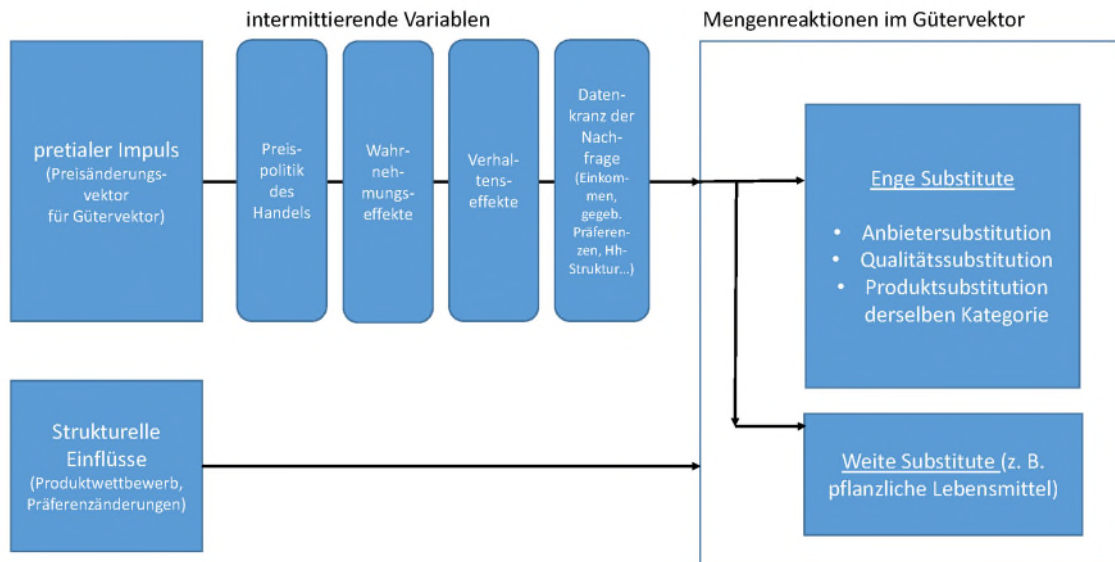 intermittierende Variablen
Mengenreaktionen im Gütervektor
pretialer Impuls
(Preisänderungs-
vektor
für Gütervektor)
Preis-
politik
des
Handels
Wahr-
neh-
mungs-
effekte
Verhal-
tens-
effekte
Daten-
kranz der
Nach-
frage
(Einkom-
men,
gegeb.
Präferen-
zen, Hh-
Struktur...)
Enge Substitute
• Anbietersubstitution
• Qualitätssubstitution
• Produktsubstitution
derselben Kategorie
Strukturelle
Einflüsse
(Produktwettbewerb,
Präferenzänderungen)
Weite Substitute (z. B.
pflanzliche Lebensmittel)